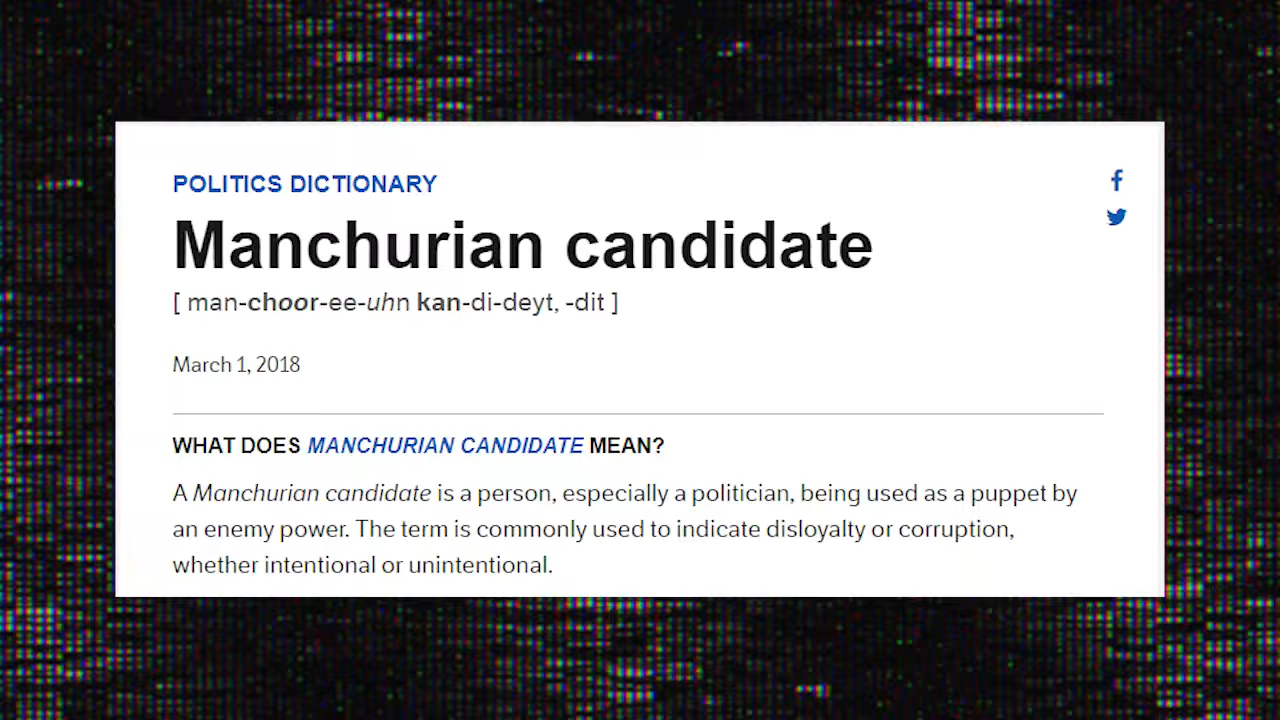 POLITICS DICTIONARY
Manchurian candidate
[ man-choor-ee-uhn kan-di-deyt, -dit ]
March 1, 2018
WHAT DOES MANCHURIAN CANDIDATE MEAN?
A Manchurian candidate is a person, especially a politician, being used as a puppet by
an enemy power. The term is commonly used to indicate disloyalty or corruption,
whether intentional or unintentional.